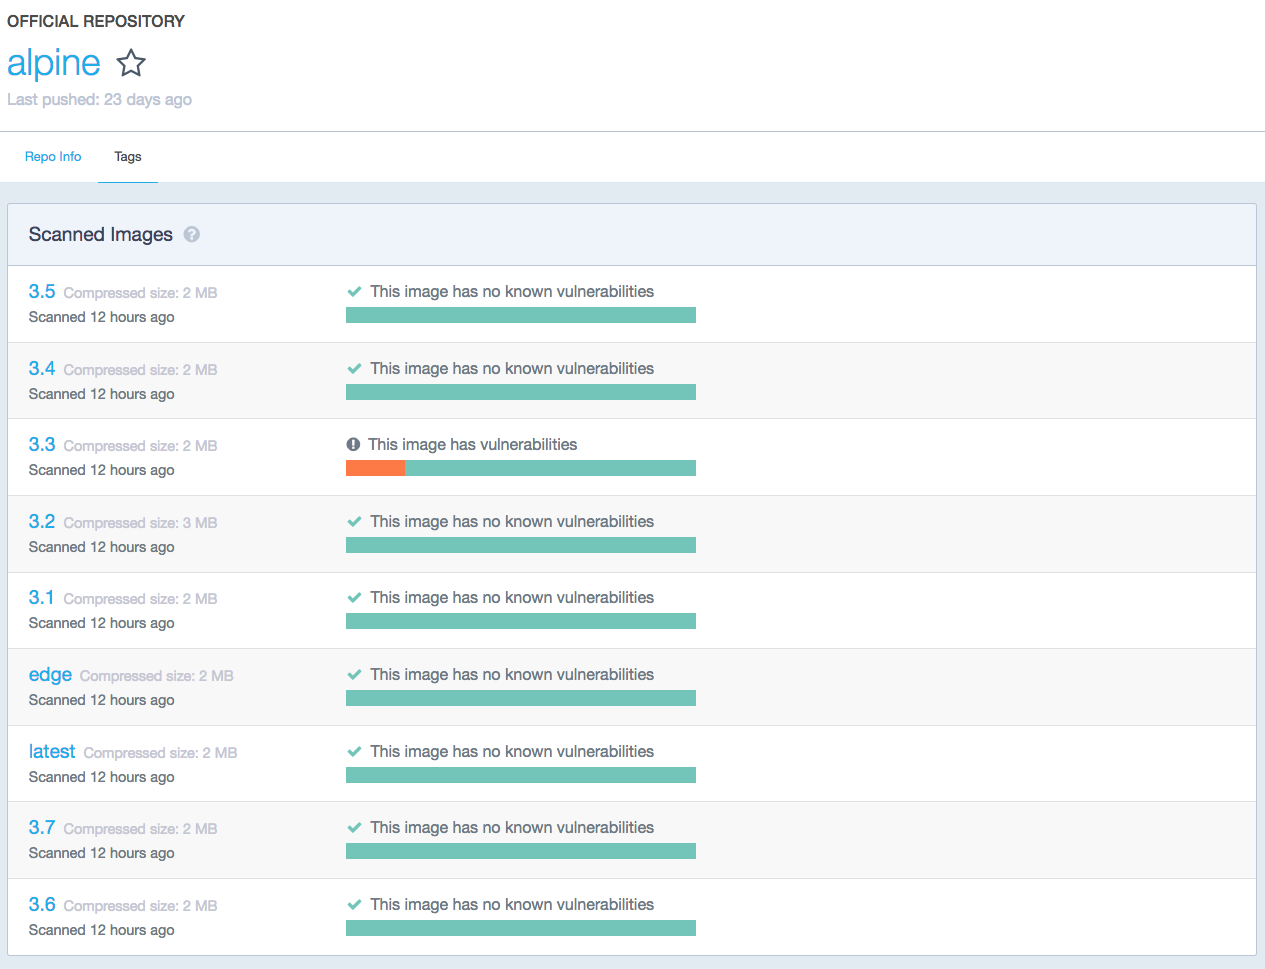 OFFICIAL REPOSITORY
alpine
Last pushed: 23 days ago
Repo Info Tags
Scanned Images ?
3.5 Compressed size: 2 MB
Scanned 12 hours ago
This image has no known vulnerabilities
3.4 Compressed size: 2 MB
Scanned 12 hours ago
This image has no known vulnerabilities
3.3 Compressed size: 2 MB
Scanned 12 hours ago
This image has vulnerabilities
3.2 Compressed size: 3 MB
Scanned 12 hours ago
This image has no known vulnerabilities
3.1 Compressed size: 2 MB
Scanned 12 hours ago
This image has no known vulnerabilities
edge Compressed size: 2 MB
Scanned 12 hours ago
This image has no known vulnerabilities
latest Compressed size: 2 MB
Scanned 12 hours ago
This image has no known vulnerabilities
3.7 Compressed size: 2 MB
Scanned 12 hours ago
This image has no known vulnerabilities
3.6 Compressed size: 2 MB
Scanned 12 hours ago
This image has no known vulnerabilities